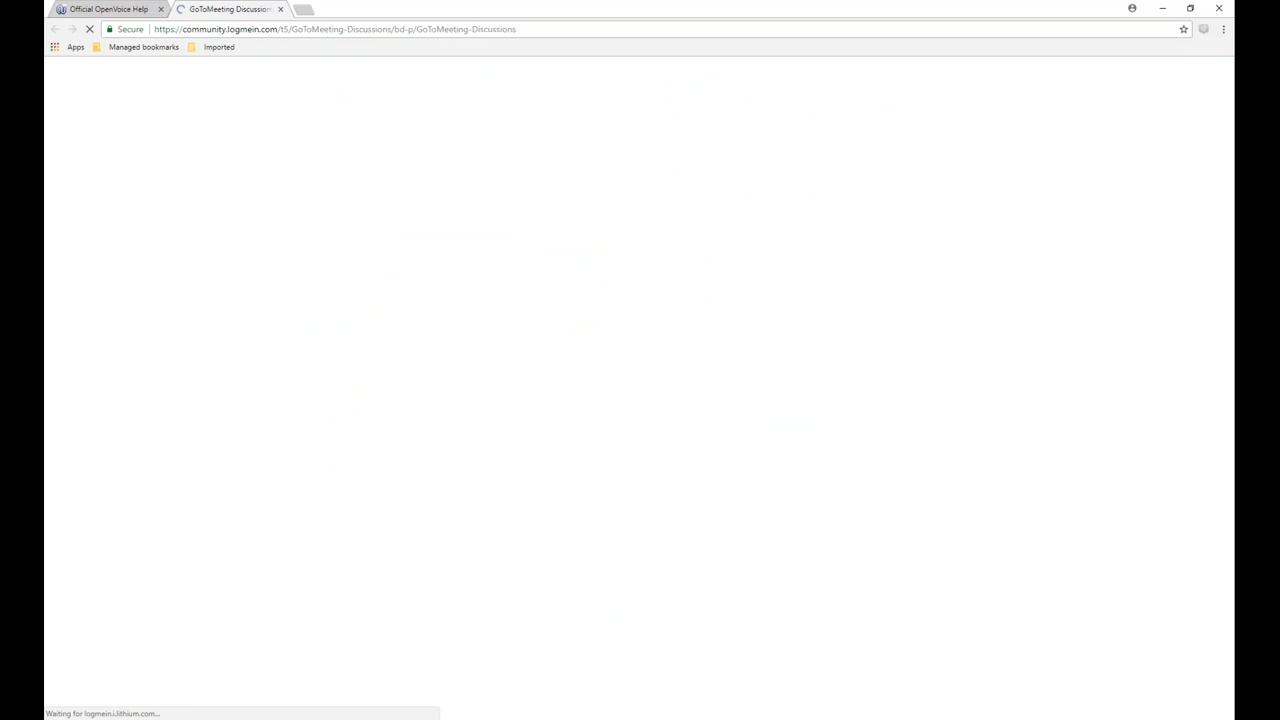 Official OpenVoice Help
GoToMeeting Discussion
Secure
https://community.logmein.com/t5/GoToMeeting-Discussions/bd-p/GoToMeeting-Discussions
Apps
Managed bookmarks
Imported
Waiting for logmein.i.lithium.com...